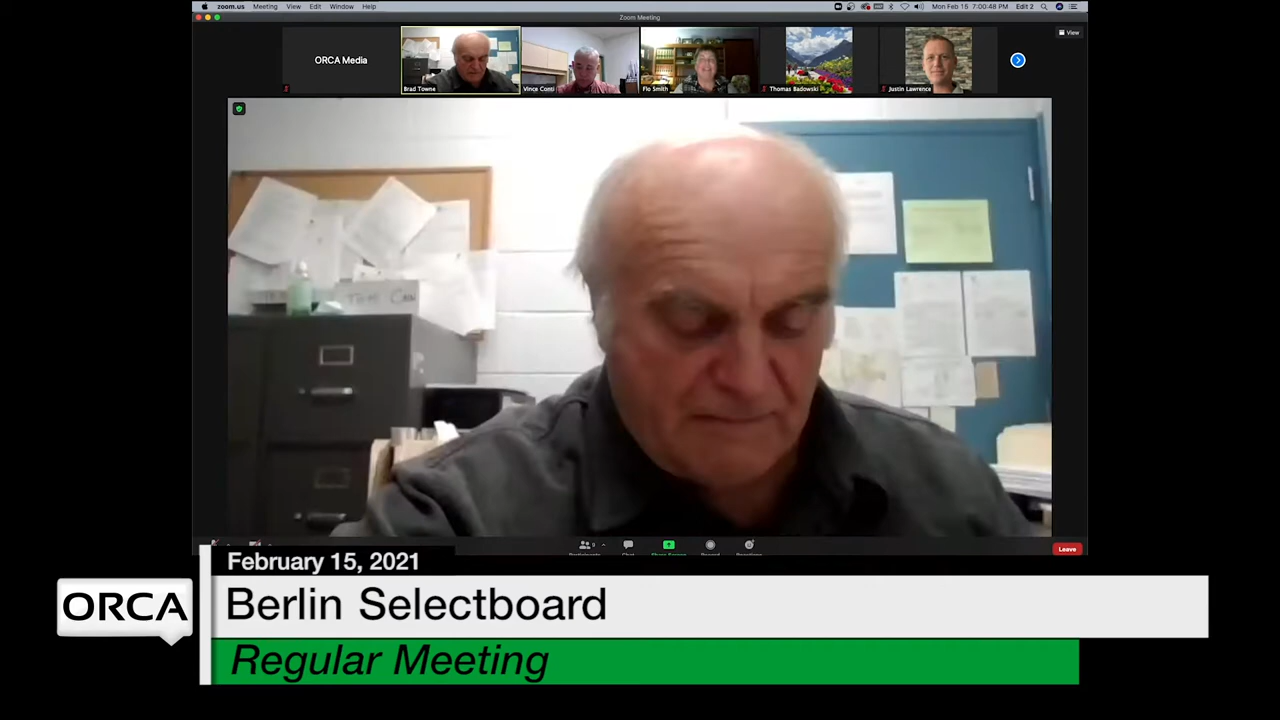 zoom.us Meeting View Edit Window Help
Mon Feb 15 7:00:48 PM Edit 2
Zoom Meeting
View
ORCA Media
Brad Towne
Vince Conti
Flo Smith
Thomas Badowski
Justin Lawrence
Leave
February 15, 2021
ORCA
Berlin Selectboard
Regular Meeting